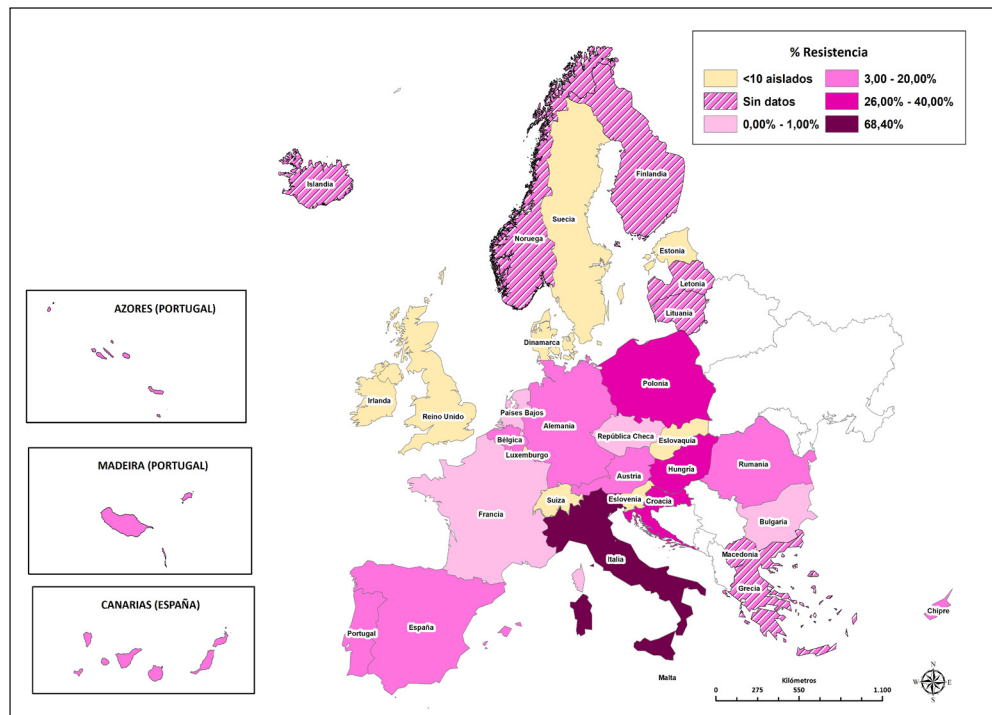 % Resistencia
<10 aislados
3,00 - 20,00%
Sin datos
26,00% - 40,00%
0,00% - 1,00%
68,40%
Islandia
Finlandia
Suecia
Noruega
Estonia
Letonia
Lituania
AZORES (PORTUGAL)
Dinamarca
Polonia
Irlanda
Reino Unido
Países Bajos
Alemania
República Checa
Bélgica
Eslovaquia
Luxemburgo
MADEIRA (PORTUGAL)
Hungría
Rumania
Austria
Suiza
Eslovenia
Croacia
Francia
Bulgaria
Macedonia
Italia
Grecia
CANARIAS (ESPAÑA)
Chipre
Portugal
España
Malta
Kilómetros
0 275 550 1.100
N
W E
S